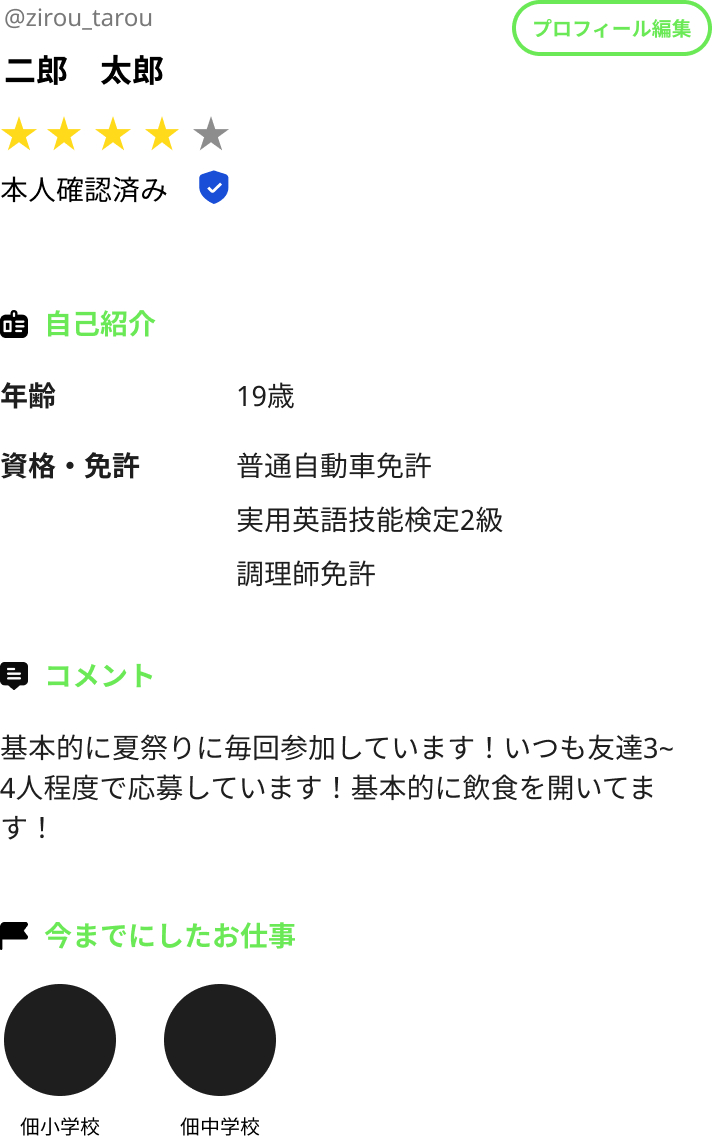 @zirou_tarou
プロフィール編集
二郎　太郎
本人確認済み
自己紹介
年齢
19歳
資格・免許
普通自動車免許
実用英語技能検定2級
調理師免許
コメント
基本的に夏祭りに毎回参加しています！いつも友達3~
4人程度で応募しています！基本的に飲食を開いてま
す！
今までにしたお仕事
佃小学校
佃中学校